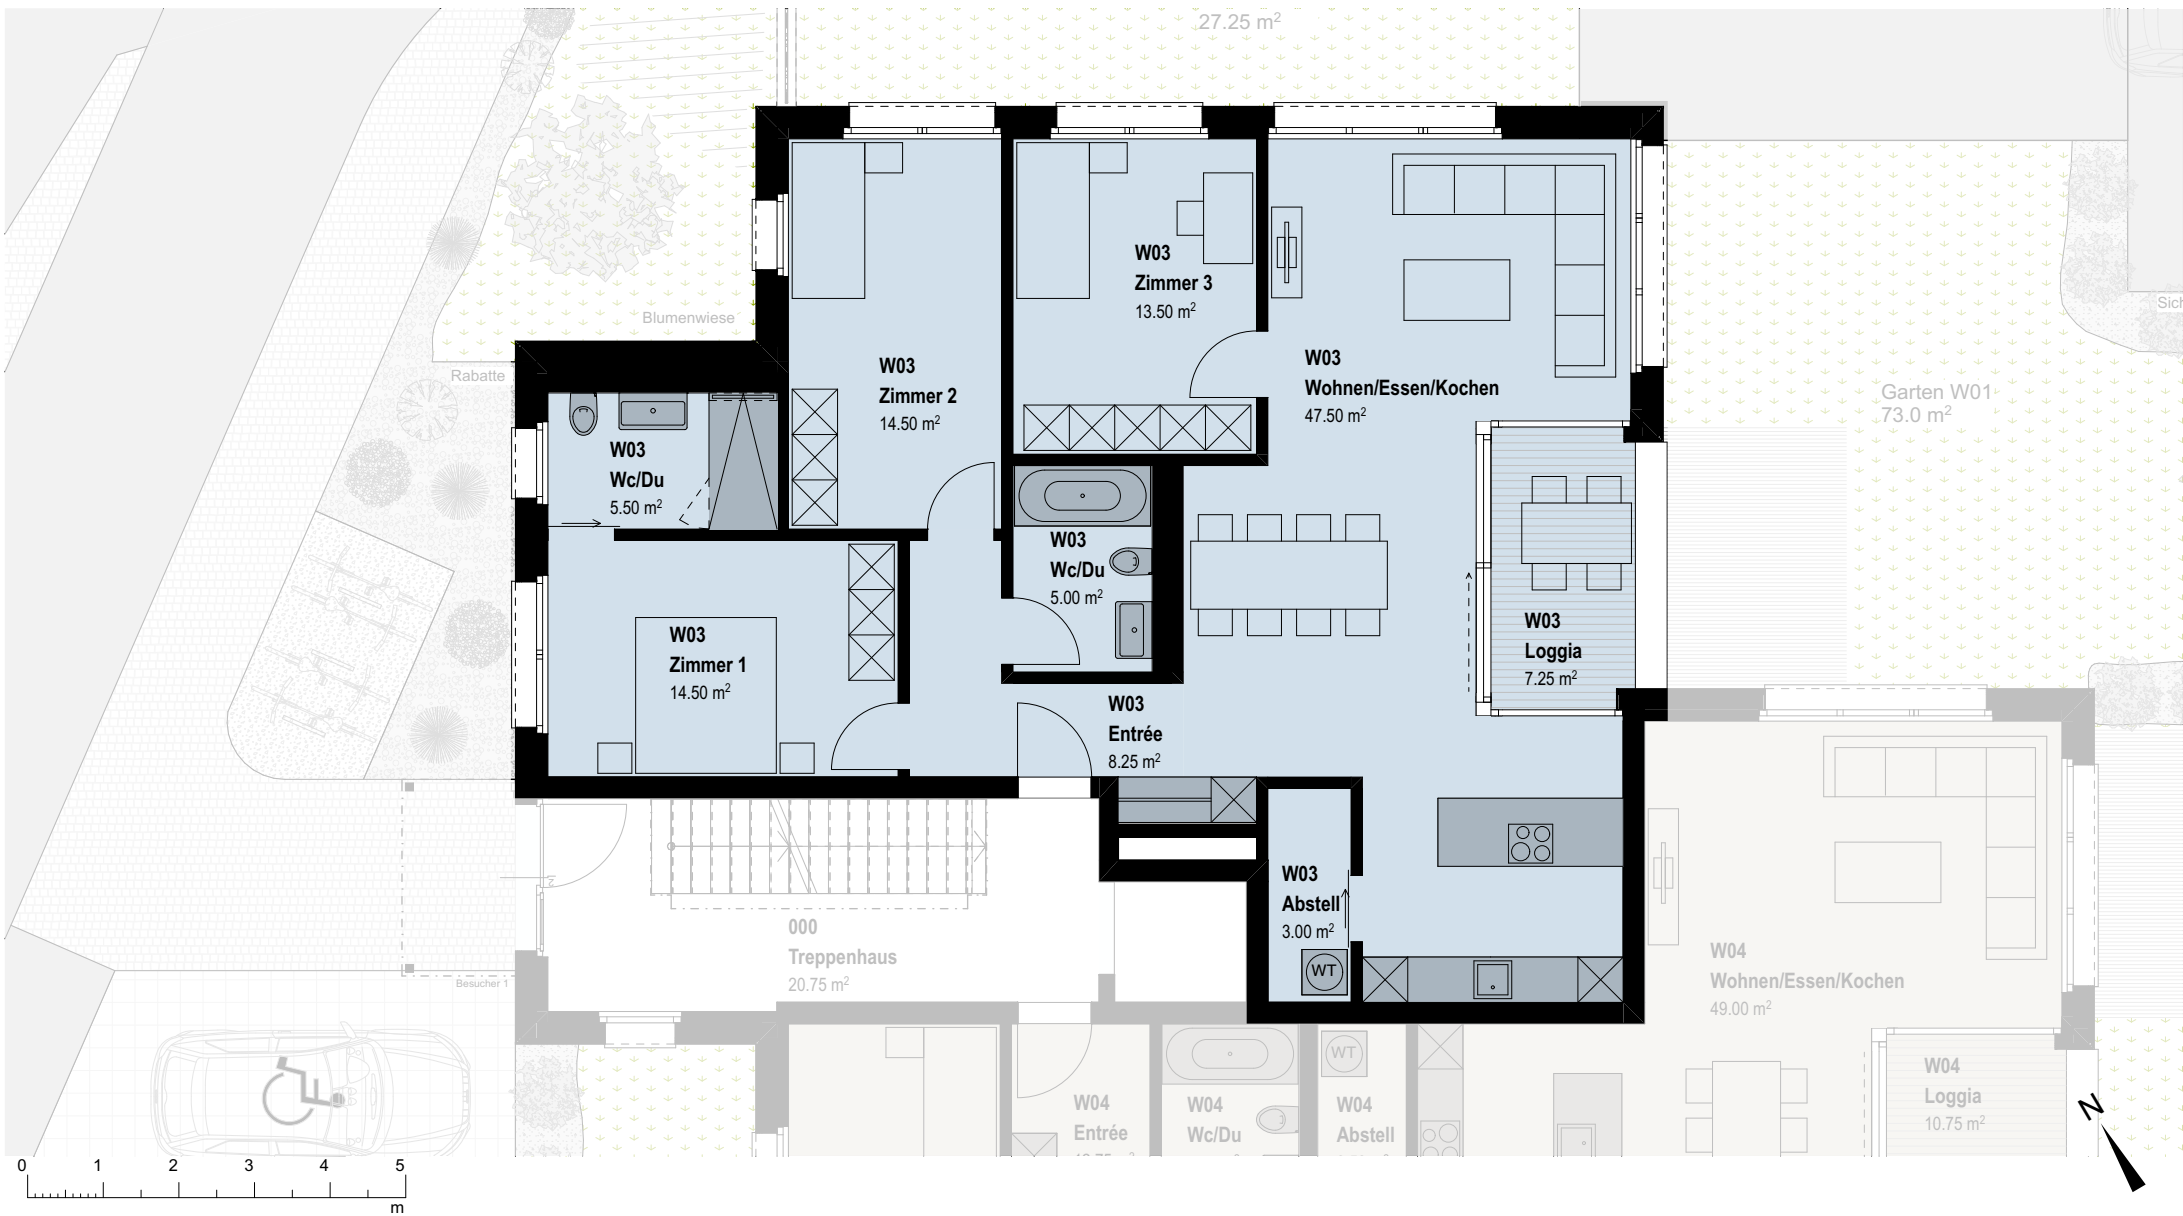 27.25 m²
W03
Zimmer 3
13.50 m²
Blumenwiese
Sich
W03
Zimmer 2
14.50 m²
W03
Wohnen/Essen/Kochen
47.50 m²
Rabatte
Garten W01
73.0 m²
W03
Wc/Du
5.50 m²
W03
Wc/Du
5.00 m²
W03
Zimmer 1
14.50 m²
W03
Loggia
7.25 m²
W03
Entrée
8.25 m²
W03
Abstell
3.00 m²
WT
000
Treppenhaus
20.75 m²
Besucher 1
W04
Wohnen/Essen/Kochen
49.00 m²
WT
W04
Entrée
W04
Wc/Du
W04
Abstell
W04
Loggia
10.75 m²
N
0 1 2 3 4 5
m